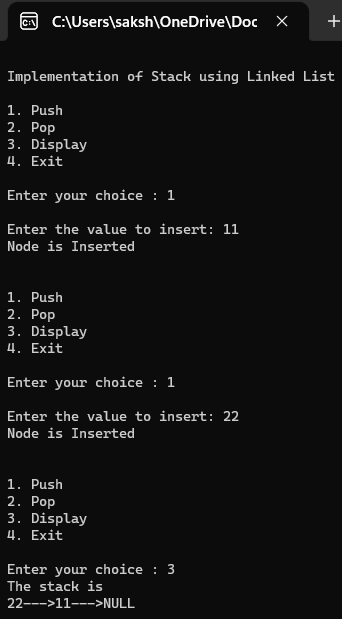 C:\Users\saksh\OneDrive\Doc
Implementation of Stack using Linked List
1. Push
2. Pop
3. Display
4. Exit
Enter your choice : 1
Enter the value to insert: 11
Node is Inserted
1. Push
2. Pop
3. Display
4. Exit
Enter your choice : 1
Enter the value to insert: 22
Node is Inserted
1. Push
2. Pop
3. Display
4. Exit
Enter your choice : 3
The stack is
22--->11--->NULL